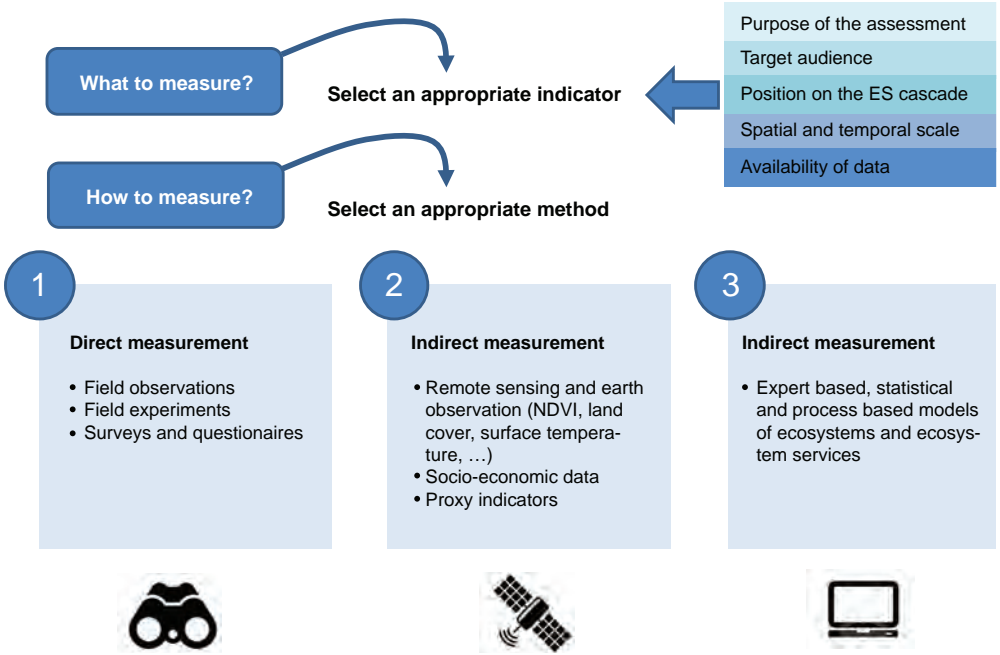 What to measure?
Select an appropriate indicator
Purpose of the assessment
Target audience
Position on the ES cascade
Spatial and temporal scale
Availability of data
How to measure?
Select an appropriate method
1
Direct measurement
• Field observations
• Field experiments
• Surveys and questionaires
2
Indirect measurement
• Remote sensing and earth
observation (NDVI, land
cover, surface tempera-
ture, …)
• Socio-economic data
• Proxy indicators
3
Indirect measurement
• Expert based, statistical
and process based models
of ecosystems and ecosys-
tem services